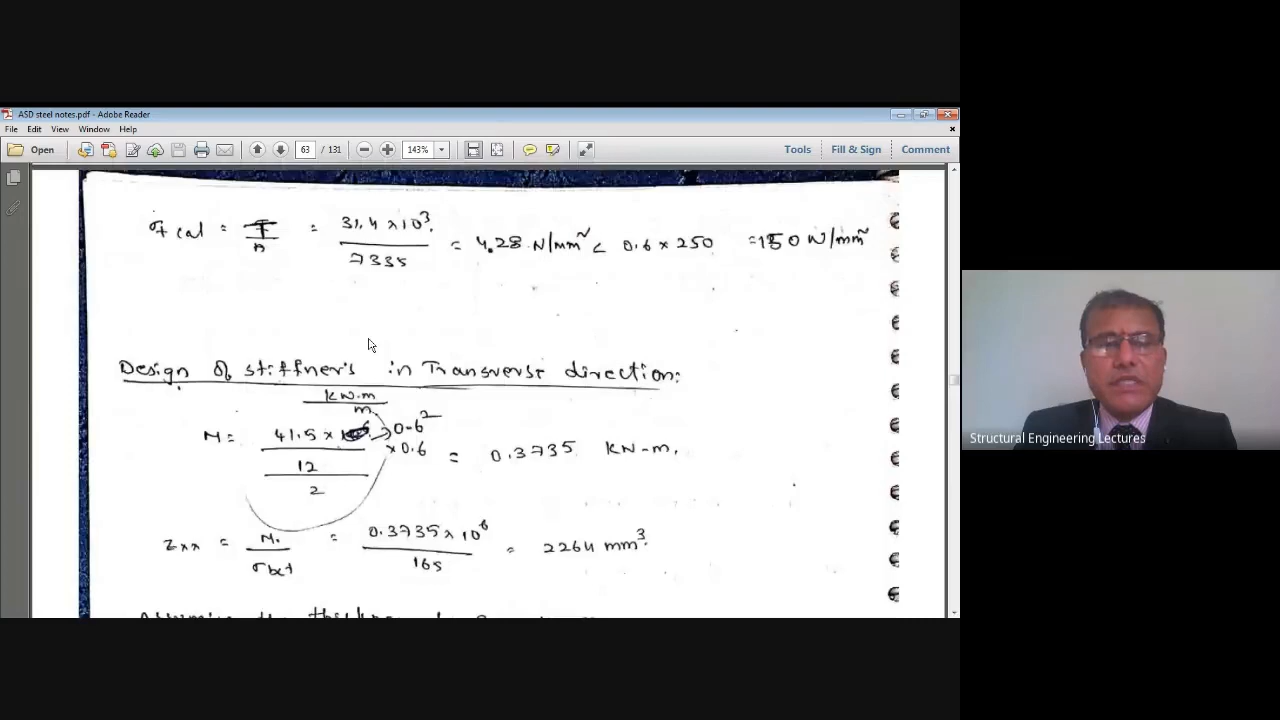 ASD steel notes.pdf - Adobe Reader
File Edit View Window Help
Open 63 / 131 143% Tools Fill & Sign Comment
σt cal = T/A = 31.4 × 10³ / 7335 = 4.28 N/mm² < 0.6 × 250 = 150 N/mm²
Design of stiffner's in Transverse direction:
kN.m
m
M = 41.5 × 0.6²
× 0.6 = 0.3735 KN-m.
12
2
Zxx = M / σbct = 0.3735 × 10⁶ / 165 = 2264 mm³.
Structural Engineering Lectures